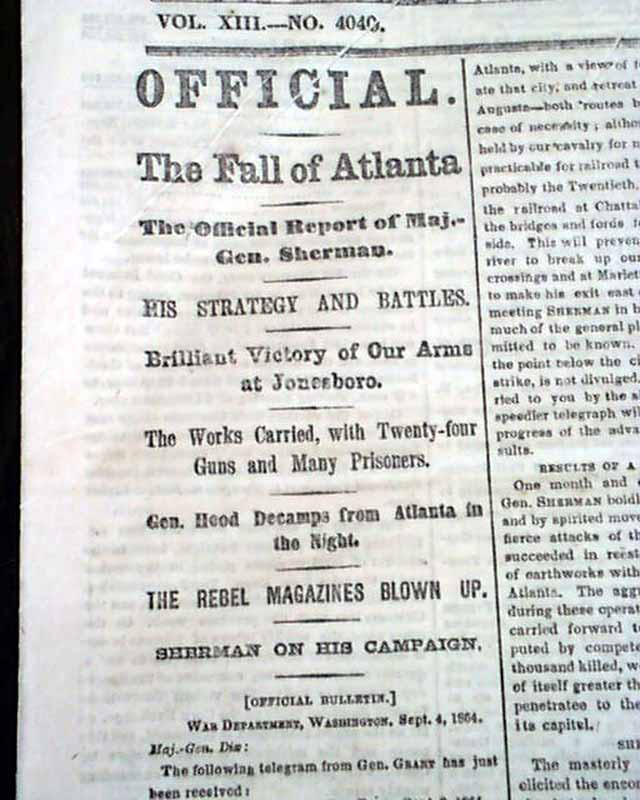 VOL. XIII.—NO. 4040.
OFFICIAL.
The Fall of Atlanta
The Official Report of Maj.-
Gen. Sherman.
HIS STRATEGY AND BATTLES.
Brilliant Victory of Our Arms
at Jonesboro.
The Works Carried, with Twenty-four
Guns and Many Prisoners.
Gen. Hood Decamps from Atlanta in
the Night.
THE REBEL MAGAZINES BLOWN UP.
SHERMAN ON HIS CAMPAIGN.
[OFFICIAL BULLETIN.]
WAR DEPARTMENT, WASHINGTON, Sept. 4, 1864.
Maj.-Gen. Dix:
The following telegram from Gen. GRANT has just
been received:
Atlanta, with a view of
ate that city, and retreat
Augusta—both routes
case of necessity; altho
held by our cavalry for
practicable for railroad
probably the Twentieth,
the railroad at Chatta
the bridges and fords
side. This will preven
river to break up our
crossings and at Mariet
to make his exit east
meeting SHERMAN in
much of the general pl
mitted to be known.
the point below the ci
strike, is not divulged,
ried to you by the
speedier telegraph wil
progress of the adva
sults.
RESULTS OF A
One month and
Gen. SHERMAN boldl
and by spirited move
fierce attacks of th
succeeded in
of earthworks with
Atlanta. The aggr
during these operat
carried forward
puted by compete
thousand killed, w
of itself greater th
penetrated to the
its capitol.
SHE
The masterly
elicited the enco